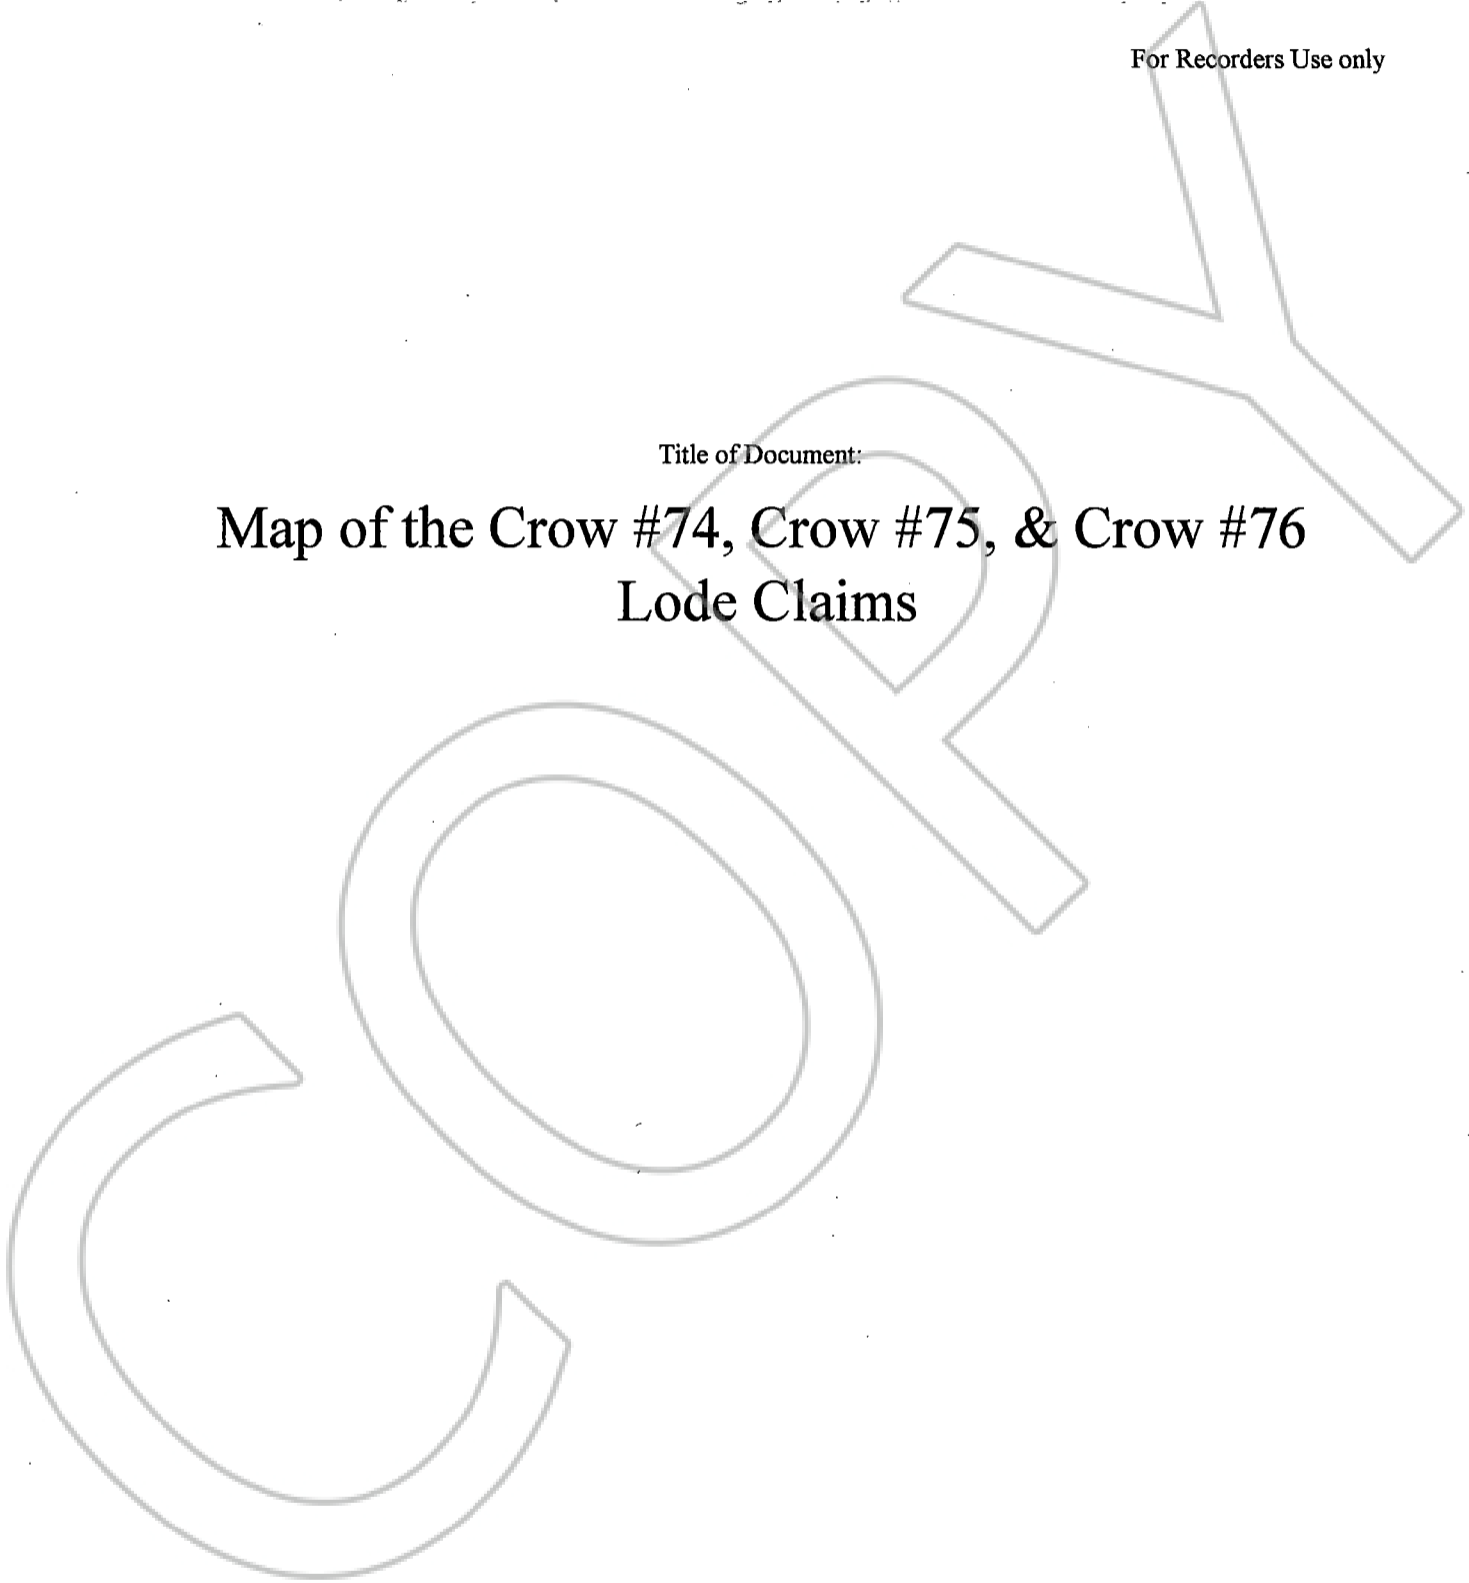 For Recorders Use only
Title of Document:
Map of the Crow #74, Crow #75, & Crow #76
Lode Claims
COPY